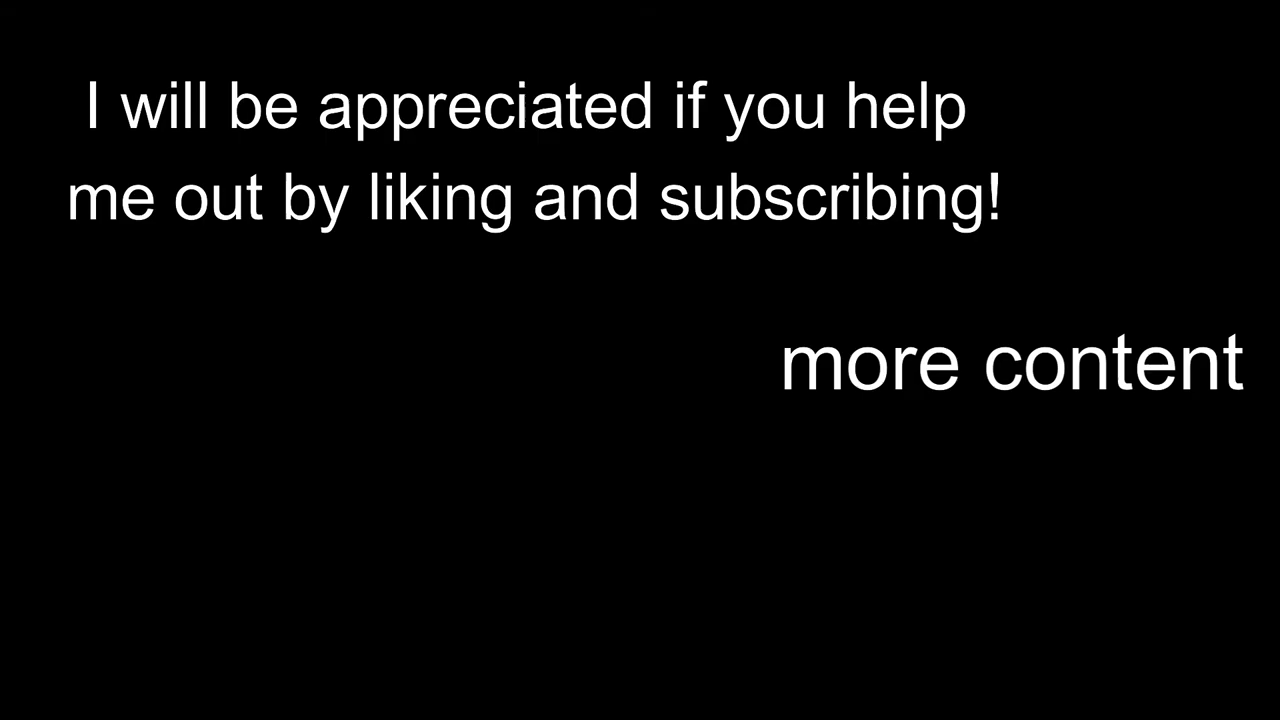 I will be appreciated if you help
me out by liking and subscribing!
more content